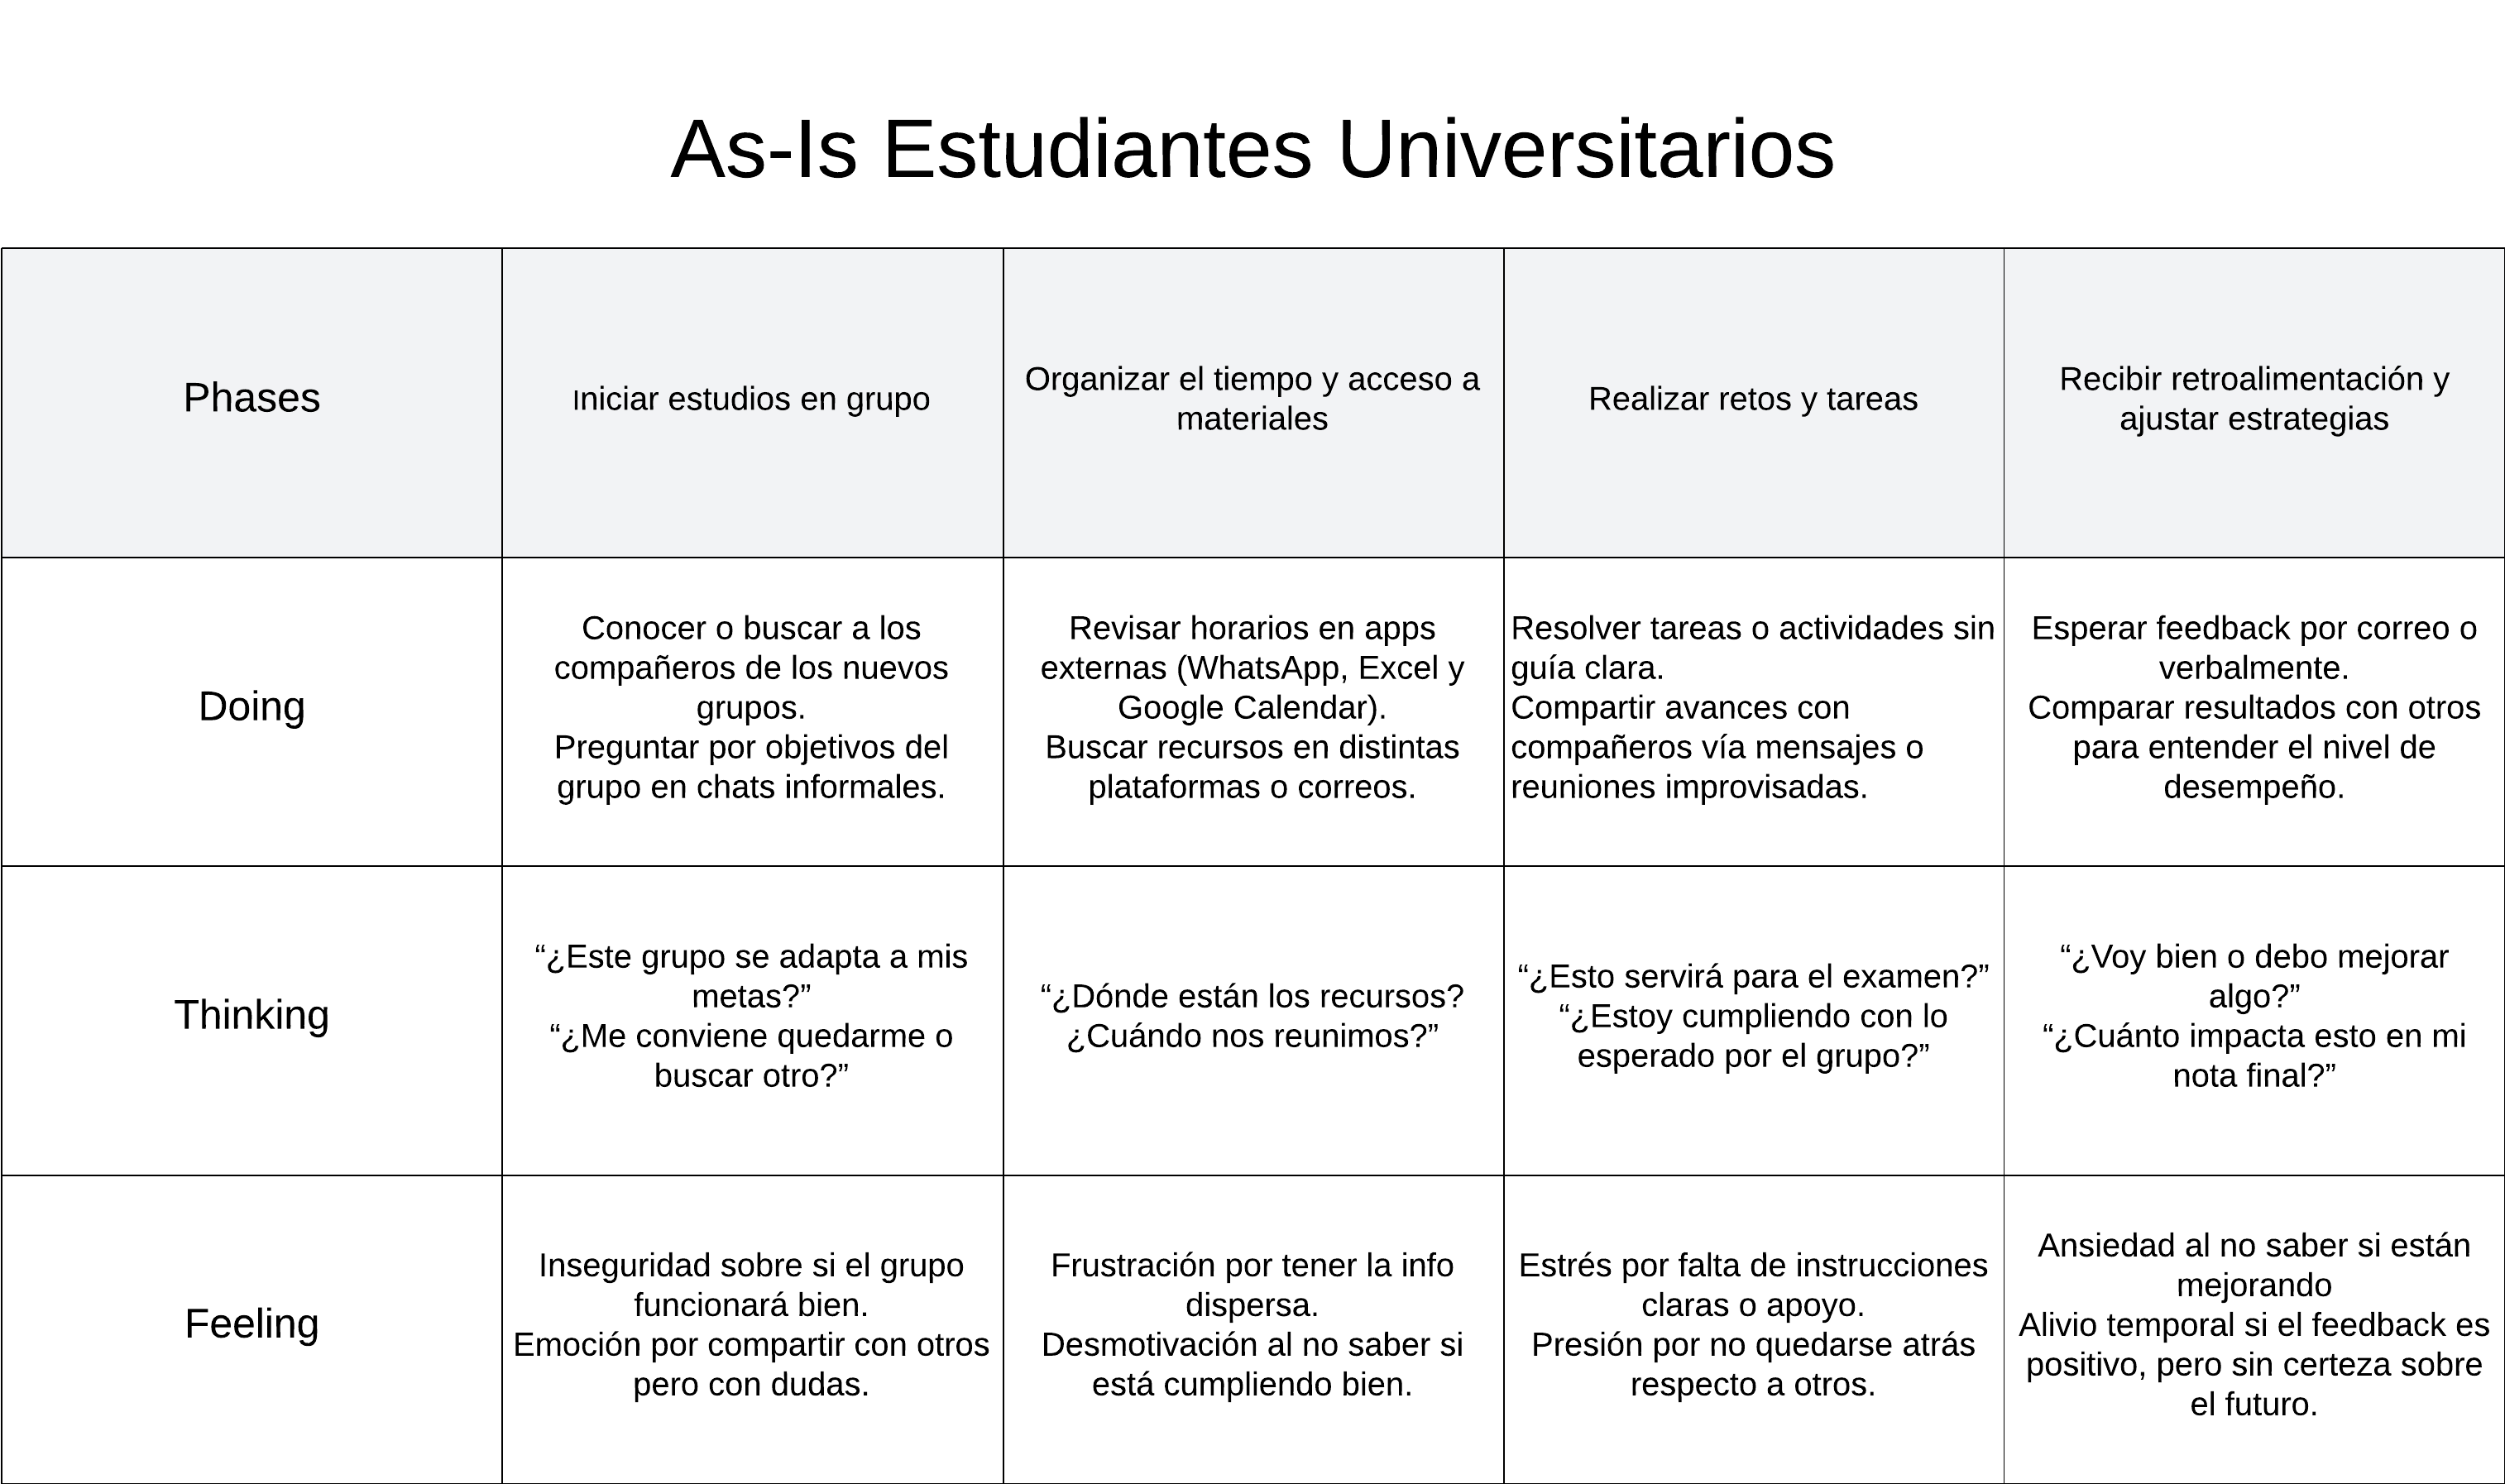 As-Is Estudiantes Universitarios
Phases
Iniciar estudios en grupo
Organizar el tiempo y acceso a
materiales
Realizar retos y tareas
Recibir retroalimentación y
ajustar estrategias
Doing
Conocer o buscar a los
compañeros de los nuevos
grupos.
Preguntar por objetivos del
grupo en chats informales.
Revisar horarios en apps
externas (WhatsApp, Excel y
Google Calendar).
Buscar recursos en distintas
plataformas o correos.
Resolver tareas o actividades sin
guía clara.
Compartir avances con
compañeros vía mensajes o
reuniones improvisadas.
Esperar feedback por correo o
verbalmente.
Comparar resultados con otros
para entender el nivel de
desempeño.
Thinking
“¿Este grupo se adapta a mis
metas?”
“¿Me conviene quedarme o
buscar otro?”
“¿Dónde están los recursos?
¿Cuándo nos reunimos?”
“¿Esto servirá para el examen?”
“¿Estoy cumpliendo con lo
esperado por el grupo?”
“¿Voy bien o debo mejorar
algo?”
“¿Cuánto impacta esto en mi
nota final?”
Feeling
Inseguridad sobre si el grupo
funcionará bien.
Emoción por compartir con otros
pero con dudas.
Frustración por tener la info
dispersa.
Desmotivación al no saber si
está cumpliendo bien.
Estrés por falta de instrucciones
claras o apoyo.
Presión por no quedarse atrás
respecto a otros.
Ansiedad al no saber si están
mejorando
Alivio temporal si el feedback es
positivo, pero sin certeza sobre
el futuro.